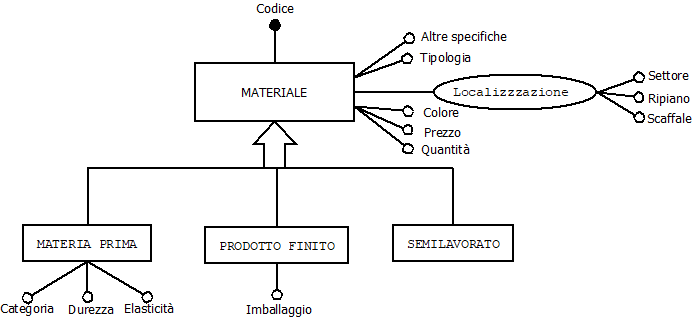 Codice
Altre specifiche
Tipologia
MATERIALE
Localizzzazione
Settore
Ripiano
Scaffale
Colore
Prezzo
Quantità
MATERIA PRIMA
PRODOTTO FINITO
SEMILAVORATO
Categoria
Durezza
Elasticità
Imballaggio